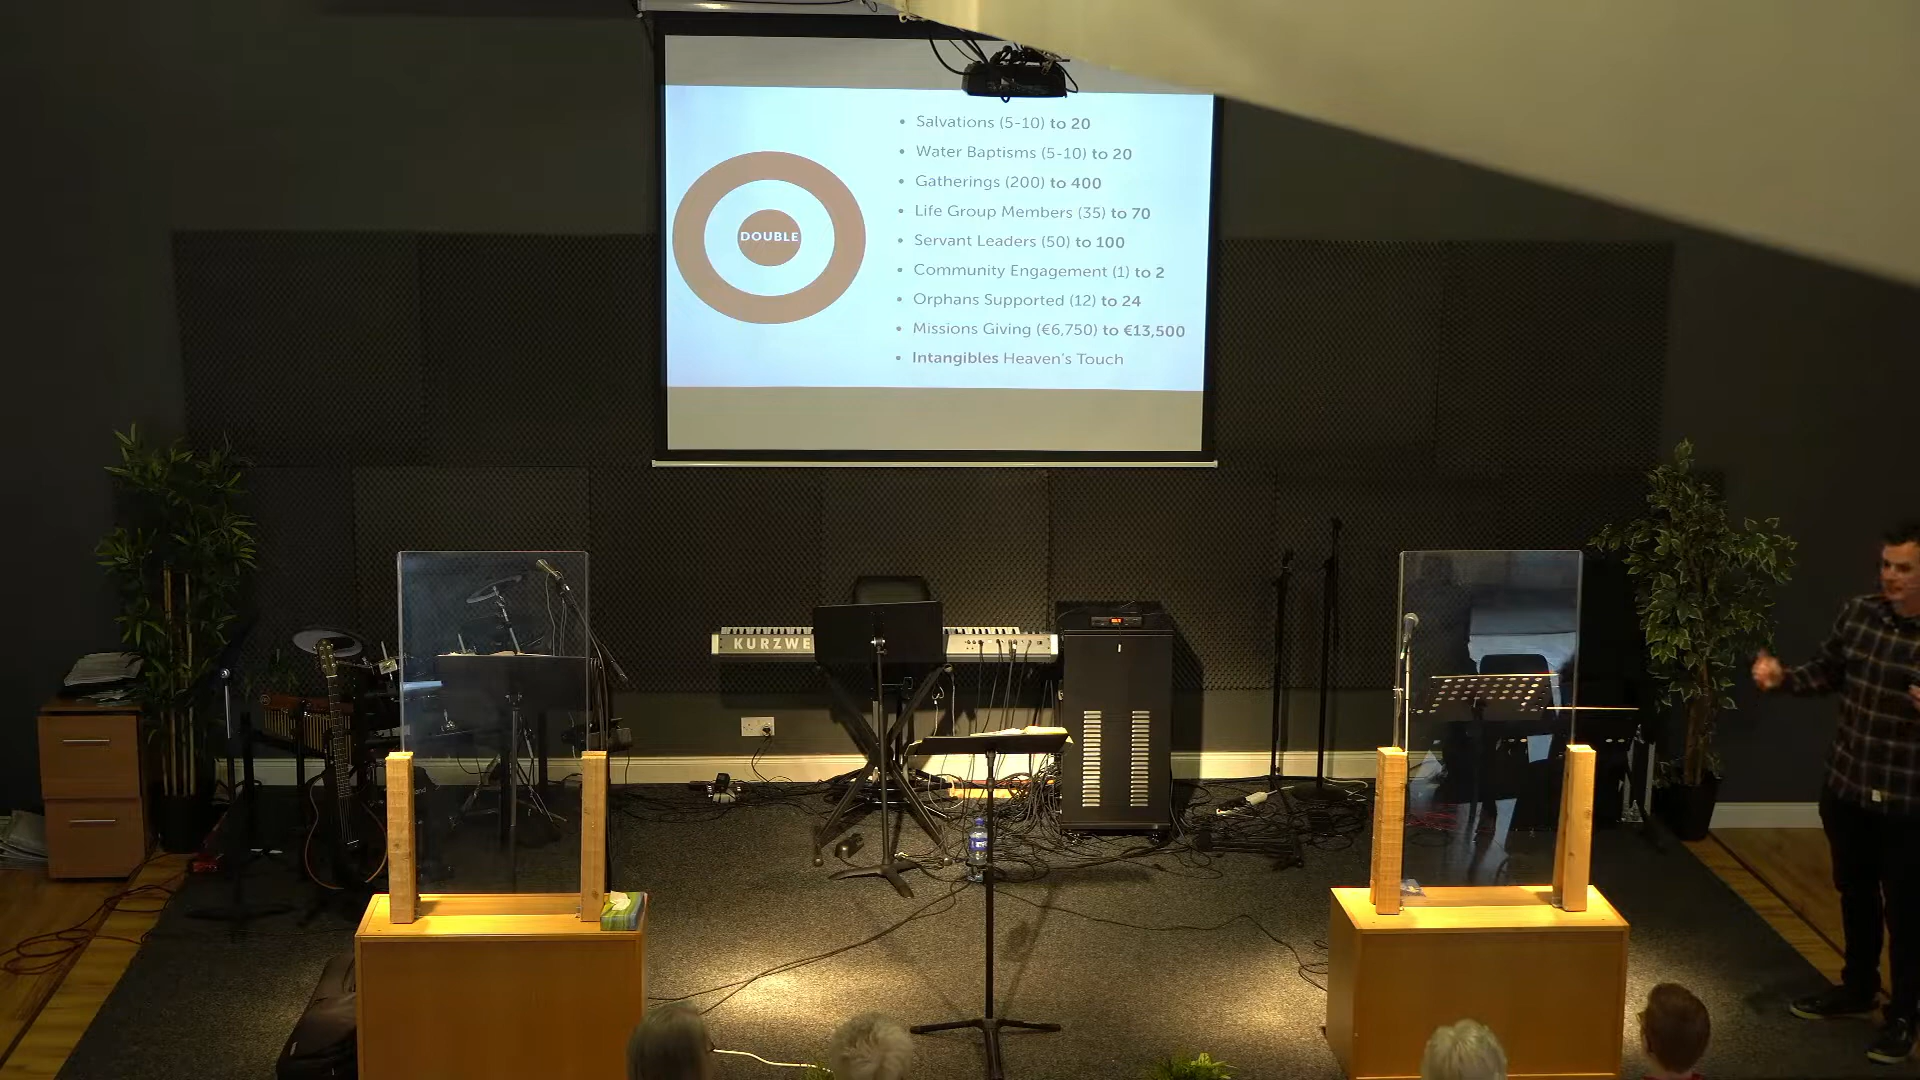 DOUBLE
• Salvations (5-10) to 20
• Water Baptisms (5-10) to 20
• Gatherings (200) to 400
• Life Group Members (35) to 70
• Servant Leaders (50) to 100
• Community Engagement (1) to 2
• Orphans Supported (12) to 24
• Missions Giving (€6,750) to €13,500
• Intangibles Heaven's Touch
KURZWE